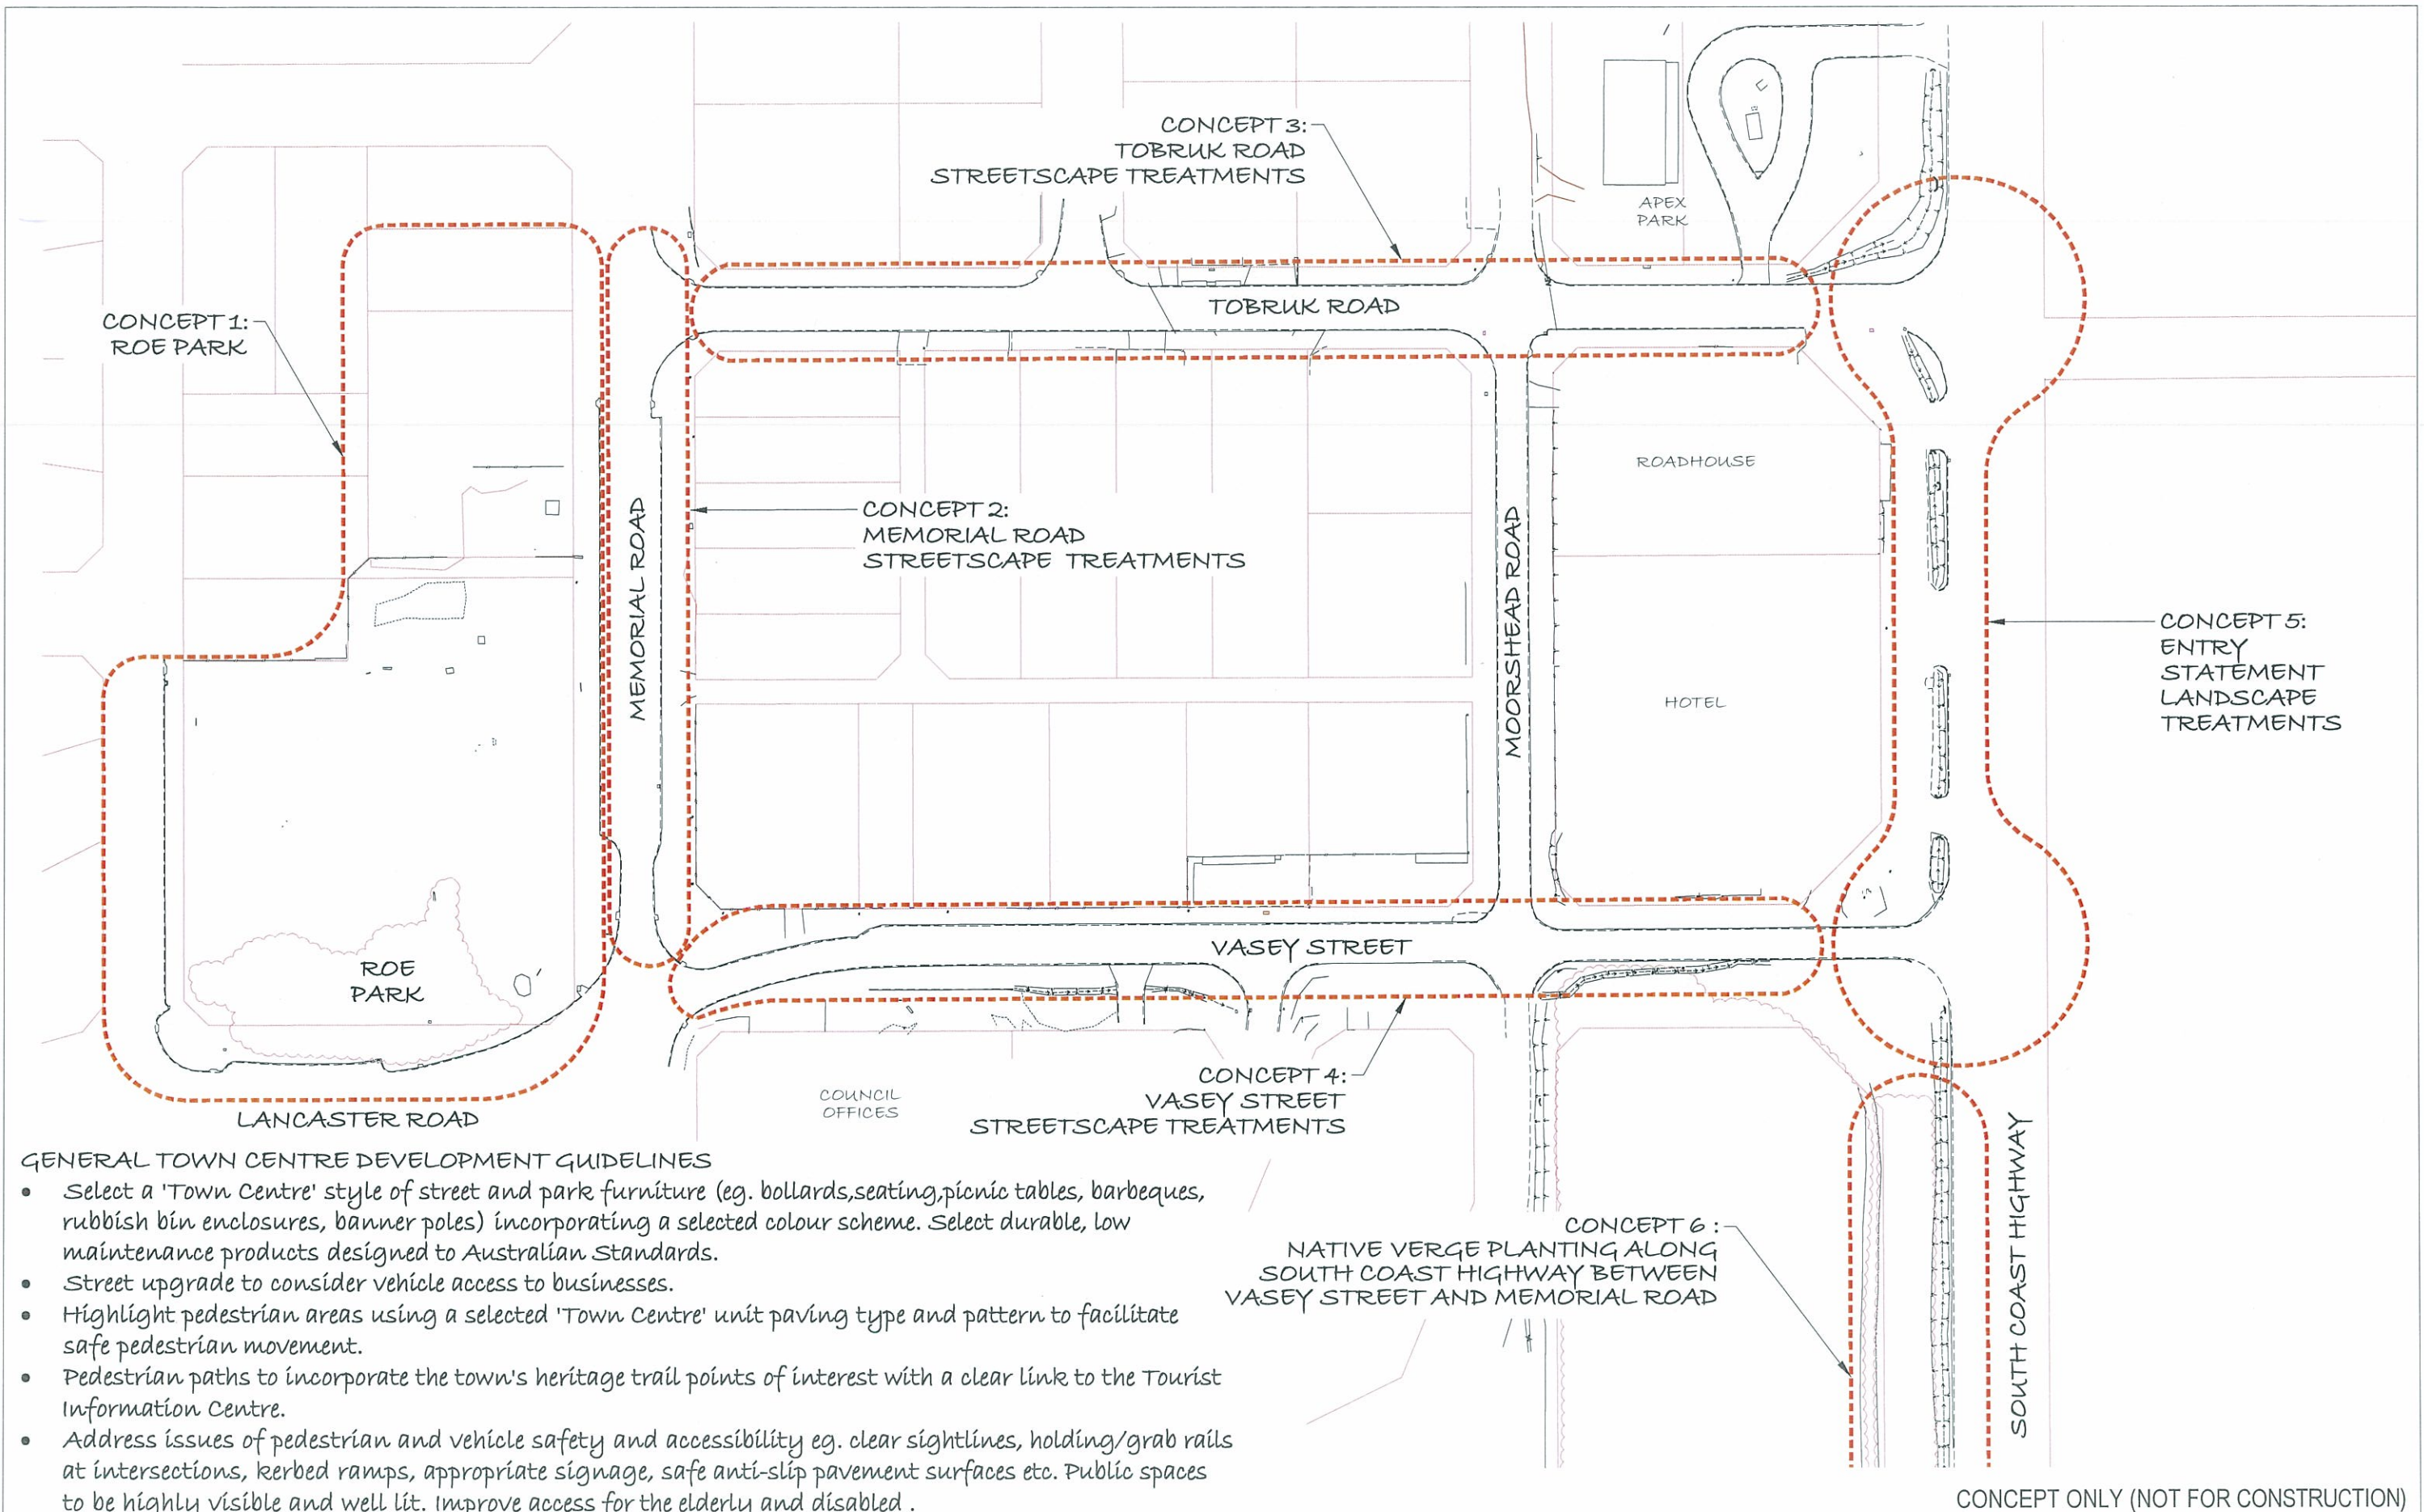 CONCEPT 3:
TOBRUK ROAD
STREETSCAPE TREATMENTS
APEX
PARK
TOBRUK ROAD
CONCEPT 1:
ROE PARK
ROADHOUSE
CONCEPT 2:
MEMORIAL ROAD
STREETSCAPE TREATMENTS
MEMORIAL ROAD
MOORSHEAD ROAD
CONCEPT 5:
ENTRY
STATEMENT
LANDSCAPE
TREATMENTS
HOTEL
VASEY STREET
ROE
PARK
CONCEPT 4:
VASEY STREET
STREETSCAPE TREATMENTS
COUNCIL
OFFICES
LANCASTER ROAD
SOUTH COAST HIGHWAY
CONCEPT 6 :
NATIVE VERGE PLANTING ALONG
SOUTH COAST HIGHWAY BETWEEN
VASEY STREET AND MEMORIAL ROAD
GENERAL TOWN CENTRE DEVELOPMENT GUIDELINES
• Select a 'Town Centre' style of street and park furniture (eg. bollards,seating,picnic tables, barbeques,
rubbish bin enclosures, banner poles) incorporating a selected colour scheme. Select durable, low
maintenance products designed to Australian Standards.
• Street upgrade to consider vehicle access to businesses.
• Highlight pedestrian areas using a selected 'Town Centre' unit paving type and pattern to facilitate
safe pedestrian movement.
• Pedestrian paths to incorporate the town's heritage trail points of interest with a clear link to the Tourist
Information Centre.
• Address issues of pedestrian and vehicle safety and accessibility eg. clear sightlines, holding/grab rails
at intersections, kerbed ramps, appropriate signage, safe anti-slip pavement surfaces etc. Public spaces
to be highly visible and well lit. Improve access for the elderly and disabled .
CONCEPT ONLY (NOT FOR CONSTRUCTION)